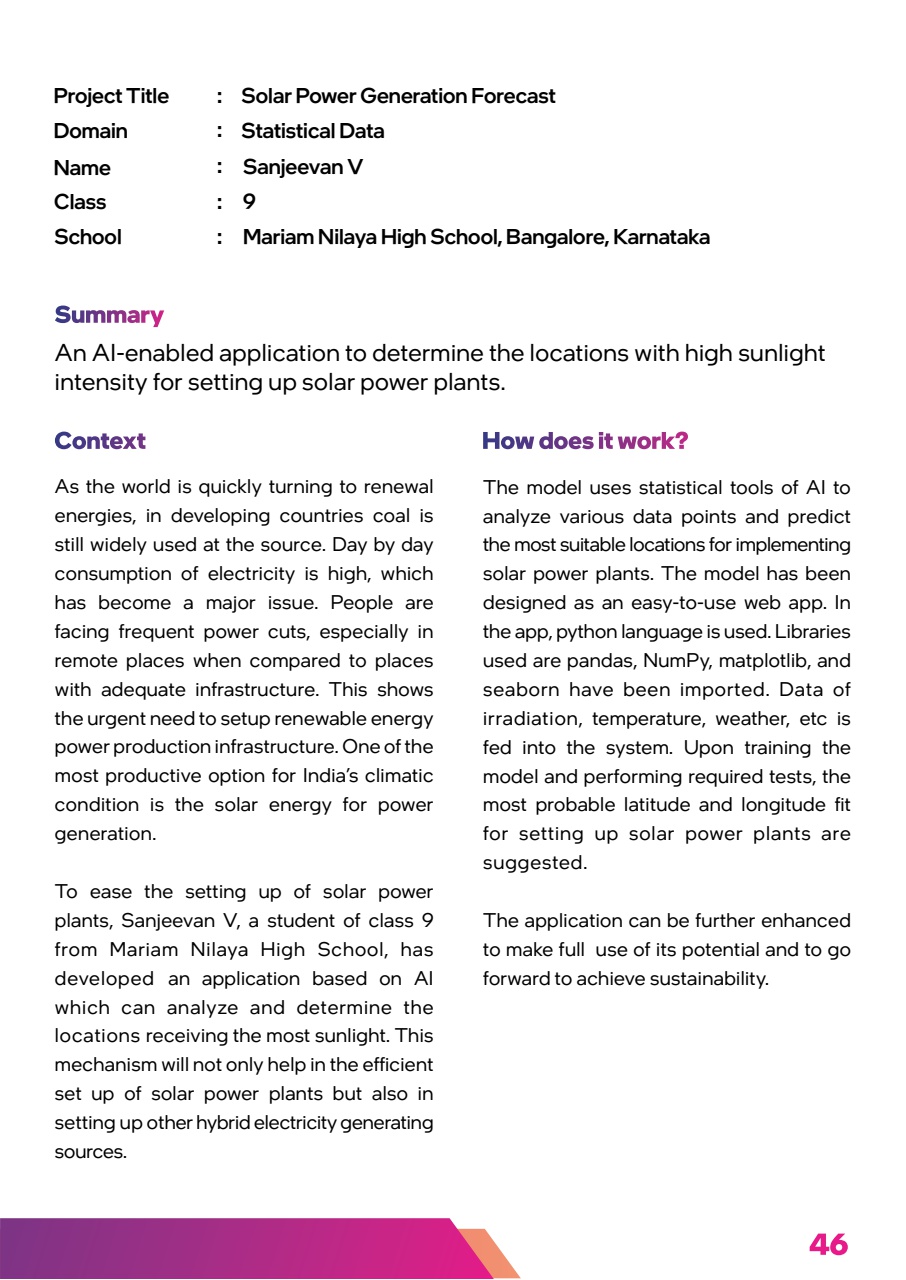 Project Title : Solar Power Generation Forecast
Domain : Statistical Data
Name : Sanjeevan V
Class : 9
School : Mariam Nilaya High School, Bangalore, Karnataka
Summary
An AI-enabled application to determine the locations with high sunlight
intensity for setting up solar power plants.
Context
As the world is quickly turning to renewal
energies, in developing countries coal is
still widely used at the source. Day by day
consumption of electricity is high, which
has become a major issue. People are
facing frequent power cuts, especially in
remote places when compared to places
with adequate infrastructure. This shows
the urgent need to setup renewable energy
power production infrastructure. One of the
most productive option for India’s climatic
condition is the solar energy for power
generation.
To ease the setting up of solar power
plants, Sanjeevan V, a student of class 9
from Mariam Nilaya High School, has
developed an application based on AI
which can analyze and determine the
locations receiving the most sunlight. This
mechanism will not only help in the efficient
set up of solar power plants but also in
setting up other hybrid electricity generating
sources.
How does it work?
The model uses statistical tools of AI to
analyze various data points and predict
the most suitable locations for implementing
solar power plants. The model has been
designed as an easy-to-use web app. In
the app, python language is used. Libraries
used are pandas, NumPy, matplotlib, and
seaborn have been imported. Data of
irradiation, temperature, weather, etc is
fed into the system. Upon training the
model and performing required tests, the
most probable latitude and longitude fit
for setting up solar power plants are
suggested.
The application can be further enhanced
to make full use of its potential and to go
forward to achieve sustainability.
46